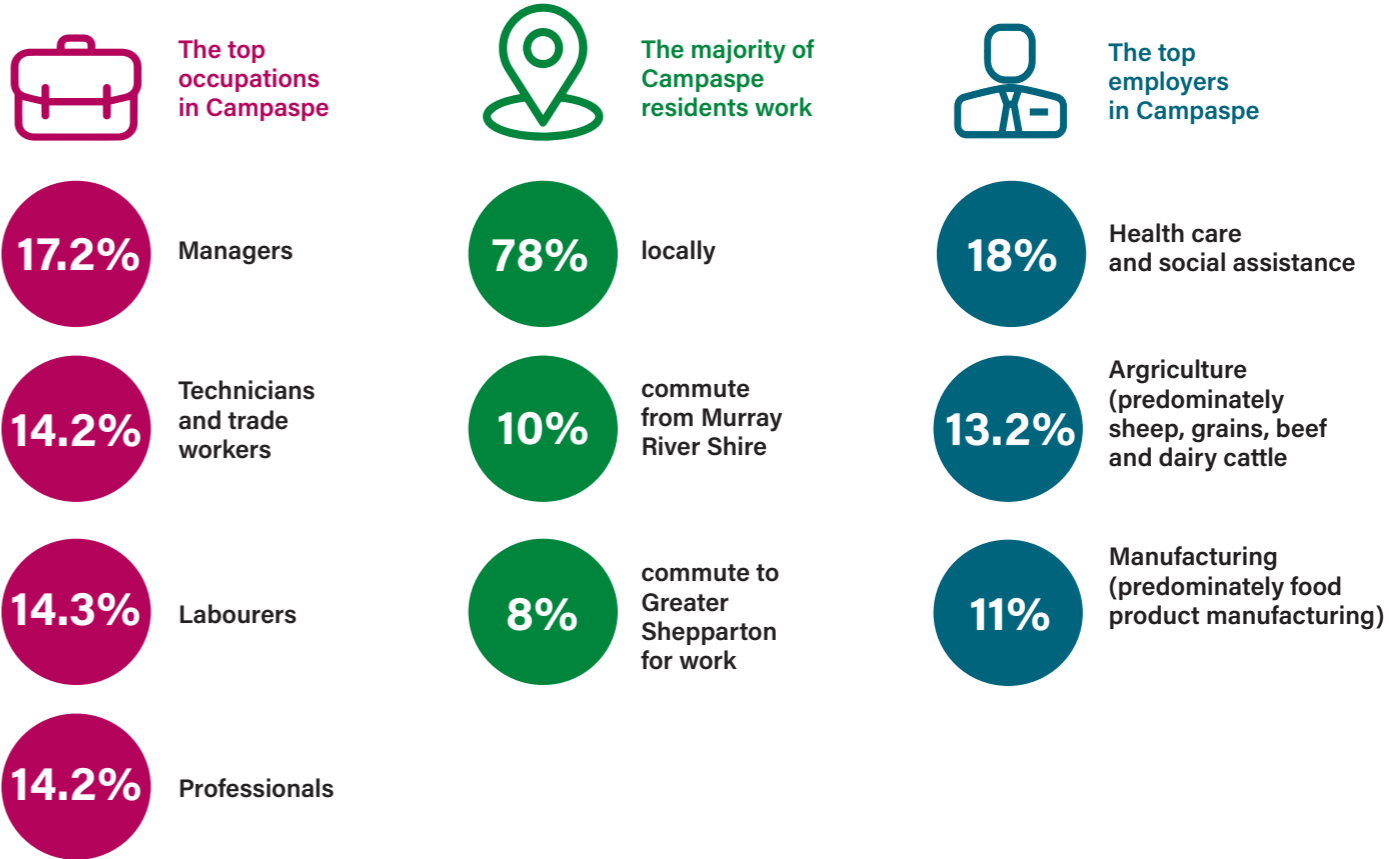 The top
occupations
in Campaspe
17.2%
Managers
14.2%
Technicians
and trade
workers
14.3%
Labourers
14.2%
Professionals
The majority of
Campaspe
residents work
78%
locally
10%
commute
from Murray
River Shire
8%
commute to
Greater
Shepparton
for work
The top
employers
in Campaspe
18%
Health care
and social assistance
13.2%
Argriculture
(predominately
sheep, grains, beef
and dairy cattle
11%
Manufacturing
(predominately food
product manufacturing)